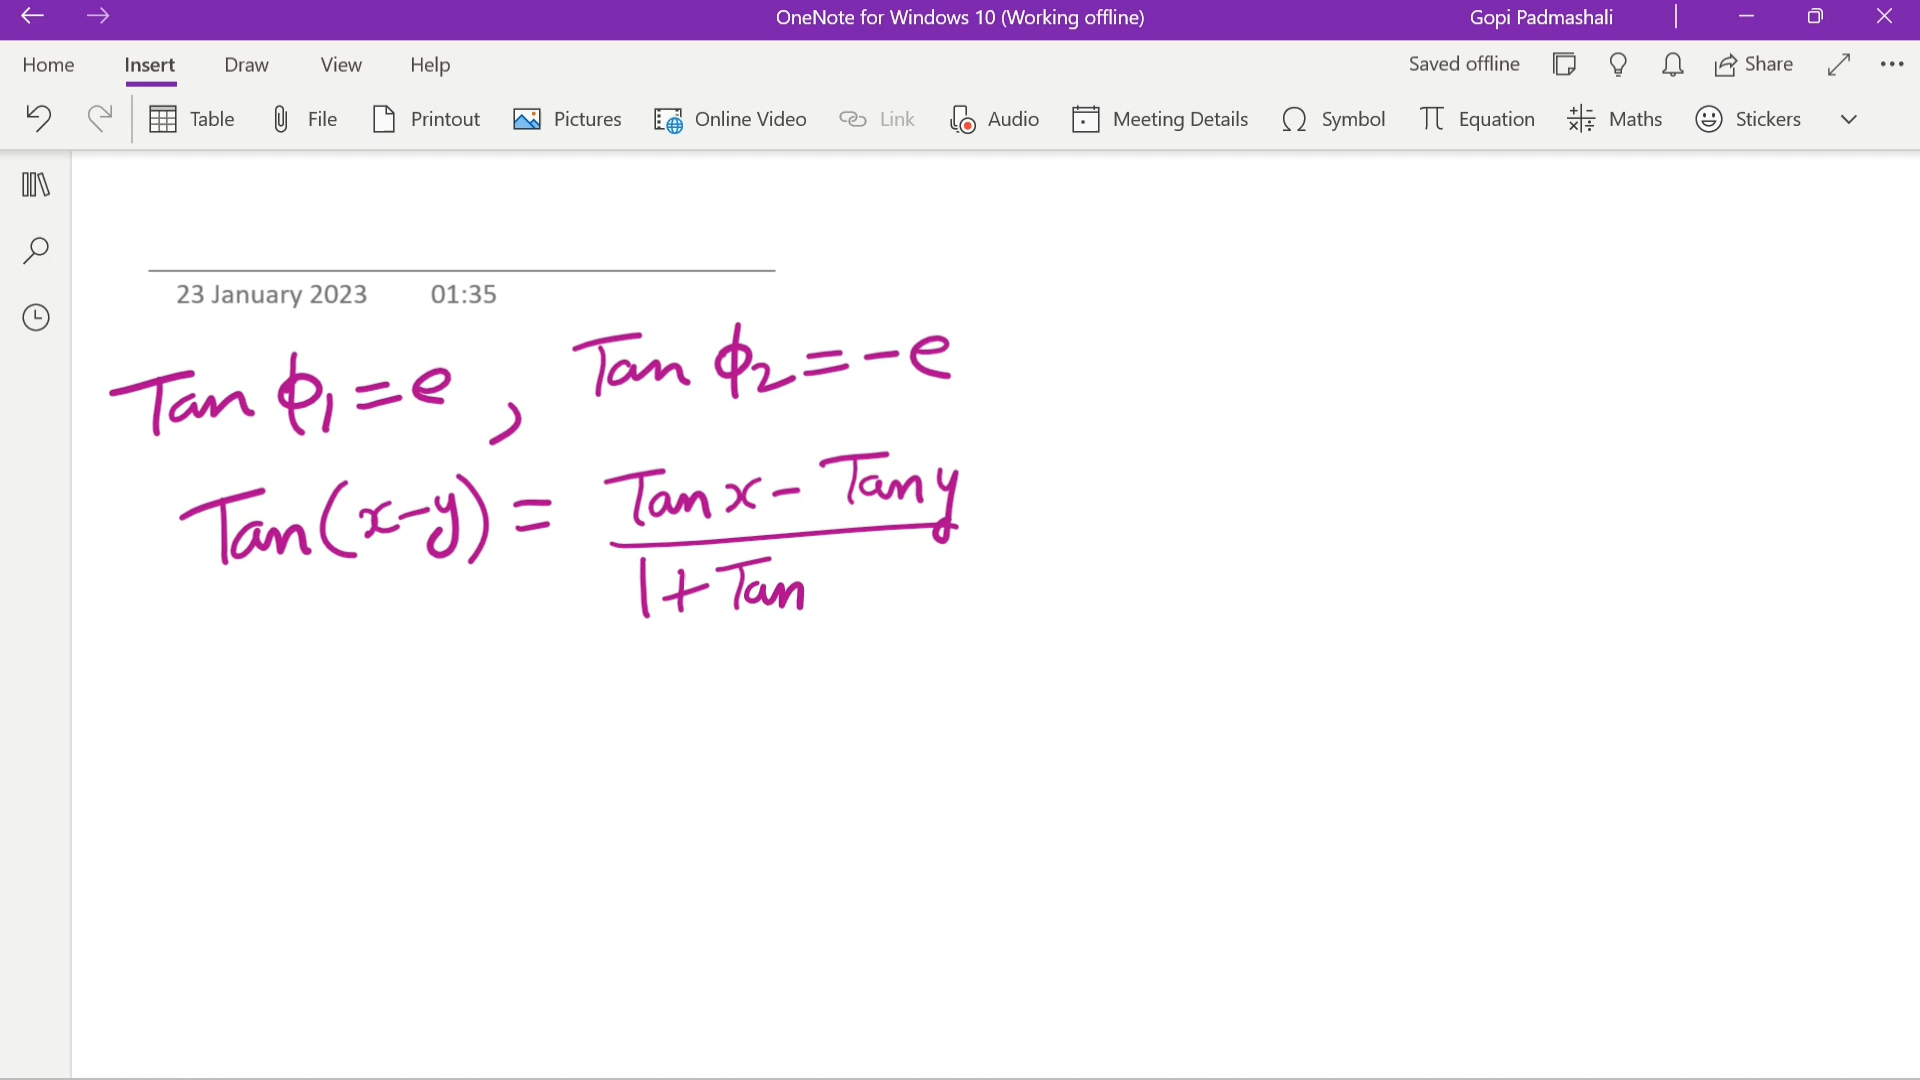 OneNote for Windows 10 (Working offline) Gopi Padmashali
Home Insert Draw View Help Saved offline Share
Table File Printout Pictures Online Video Link Audio Meeting Details Symbol Equation Maths Stickers
23 January 2023 01:35
Tan ϕ₁ = e , Tan ϕ₂ = -e
Tan(x-y) = Tan x - Tan y
1 + Tan